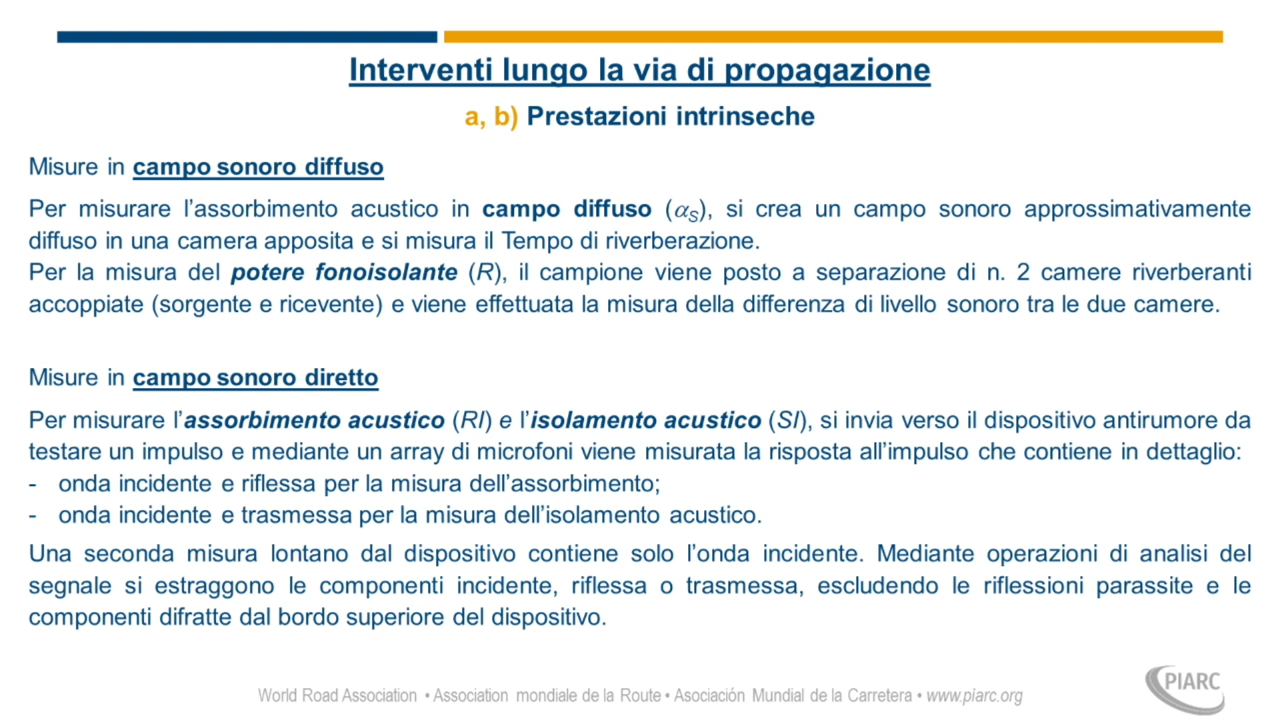 Interventi lungo la via di propagazione
a, b) Prestazioni intrinseche
Misure in campo sonoro diffuso
Per misurare l’assorbimento acustico in campo diffuso (αS), si crea un campo sonoro approssimativamente
diffuso in una camera apposita e si misura il Tempo di riverberazione.
Per la misura del potere fonoisolante (R), il campione viene posto a separazione di n. 2 camere riverberanti
accoppiate (sorgente e ricevente) e viene effettuata la misura della differenza di livello sonoro tra le due camere.
Misure in campo sonoro diretto
Per misurare l’assorbimento acustico (RI) e l’isolamento acustico (SI), si invia verso il dispositivo antirumore da
testare un impulso e mediante un array di microfoni viene misurata la risposta all’impulso che contiene in dettaglio:
- onda incidente e riflessa per la misura dell’assorbimento;
- onda incidente e trasmessa per la misura dell’isolamento acustico.
Una seconda misura lontano dal dispositivo contiene solo l’onda incidente. Mediante operazioni di analisi del
segnale si estraggono le componenti incidente, riflessa o trasmessa, escludendo le riflessioni parassite e le
componenti difratte dal bordo superiore del dispositivo.
World Road Association • Association mondiale de la Route • Asociación Mundial de la Carretera • www.piarc.org
PIARC